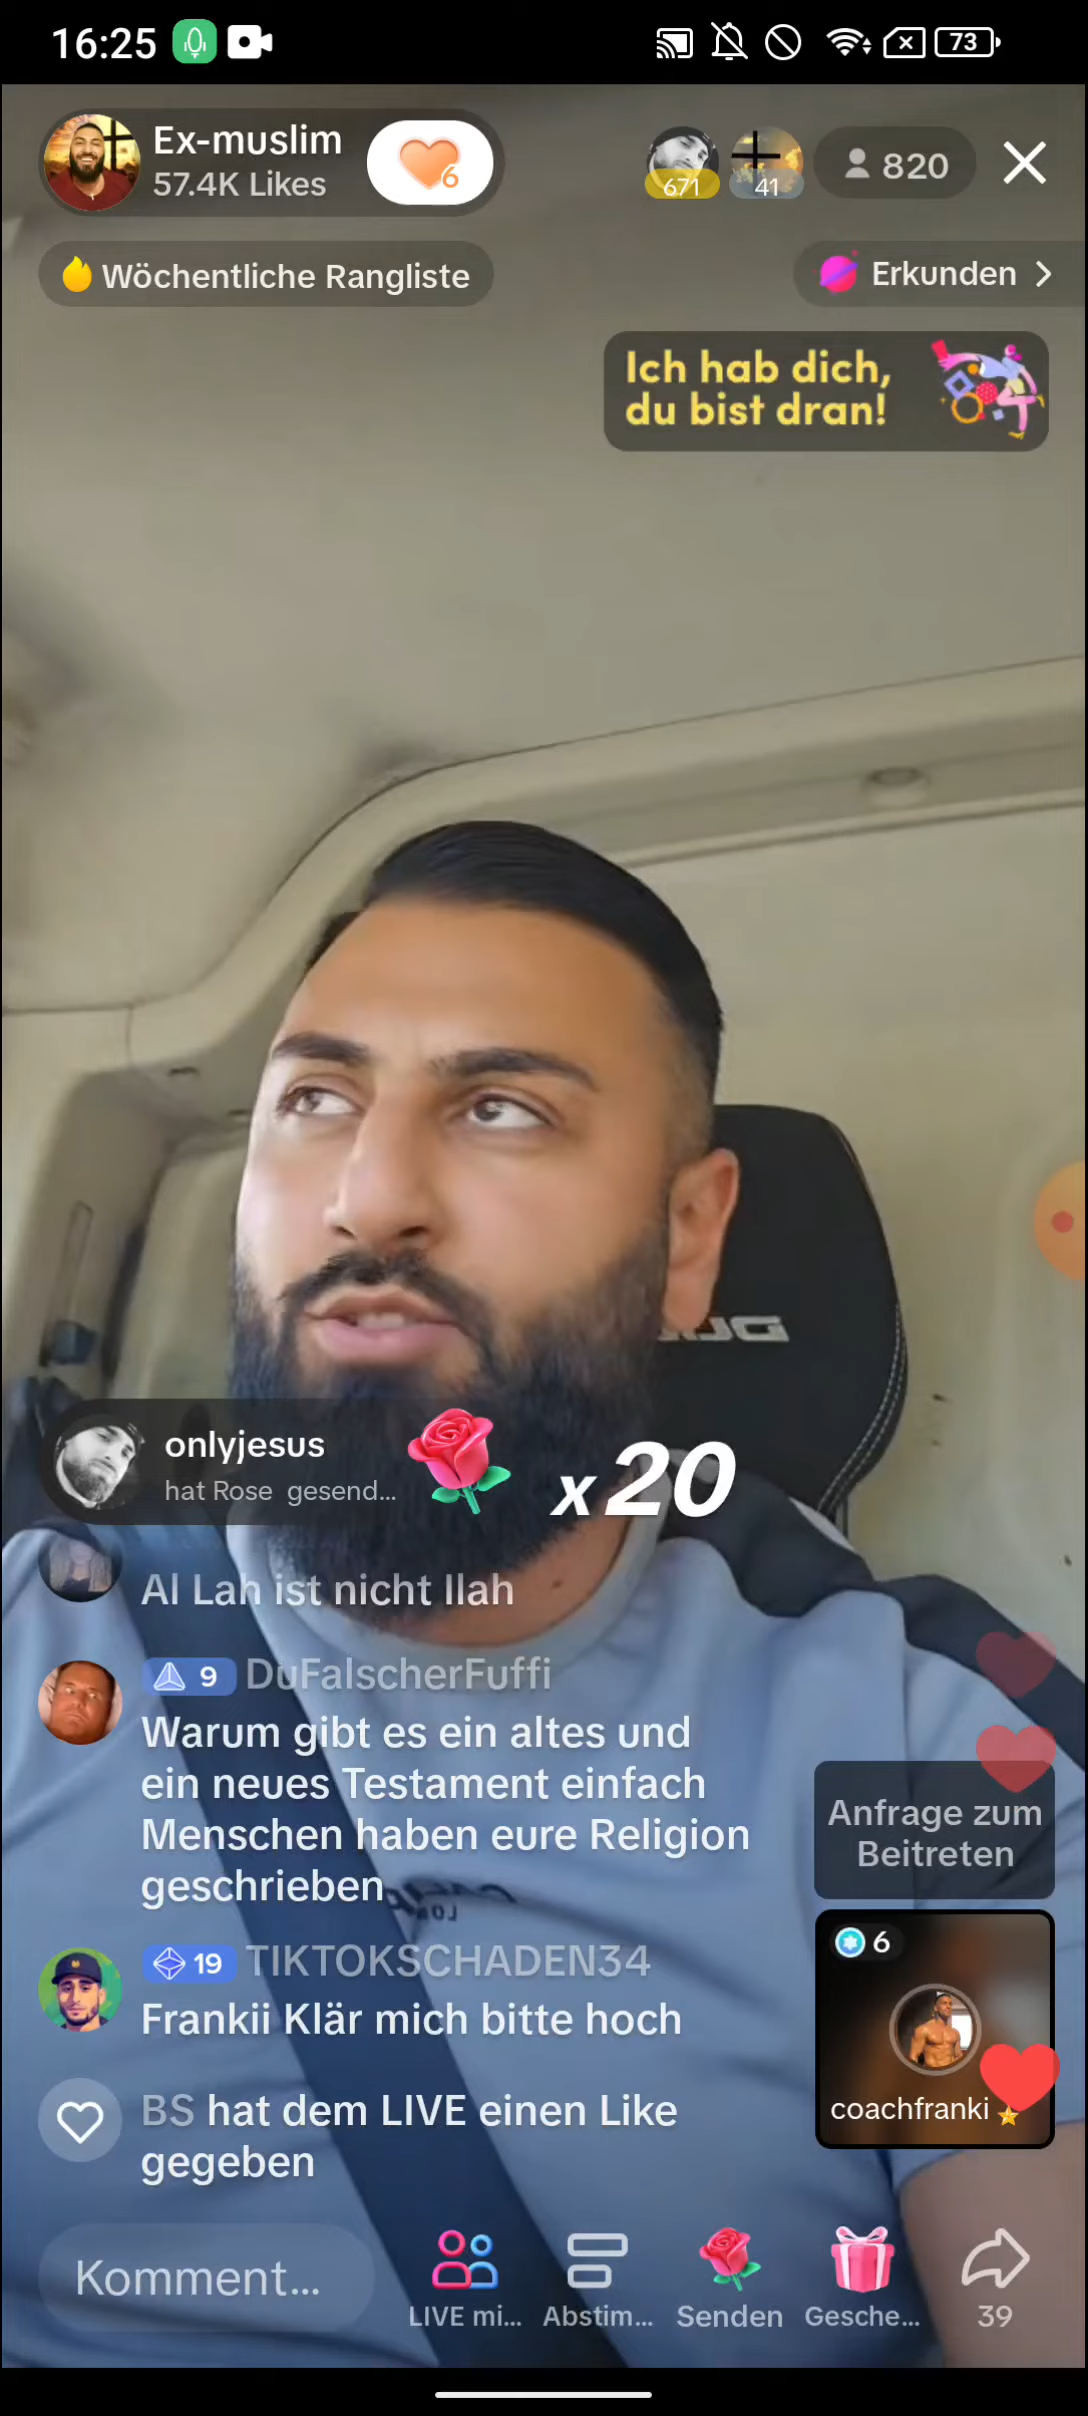 16:25
73
Ex-muslim
57.4K Likes
6
671
41
820
Wöchentliche Rangliste
Erkunden
Ich hab dich,
du bist dran!
onlyjesus
hat Rose gesend...
x20
Al Lah ist nicht Ilah
9 DuFalscherFuffi
Warum gibt es ein altes und
ein neues Testament einfach
Menschen haben eure Religion
geschrieben
19 TIKTOKSCHADEN34
Frankii Klär mich bitte hoch
BS hat dem LIVE einen Like
gegeben
Anfrage zum
Beitreten
6
coachfranki
Komment...
LIVE mi...
Abstim...
Senden
Gesche...
39